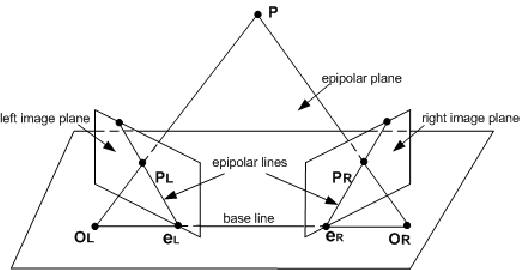 P
epipolar plane
left image plane
right image plane
PL
epipolar lines
PR
base line
OL
eL
eR
OR